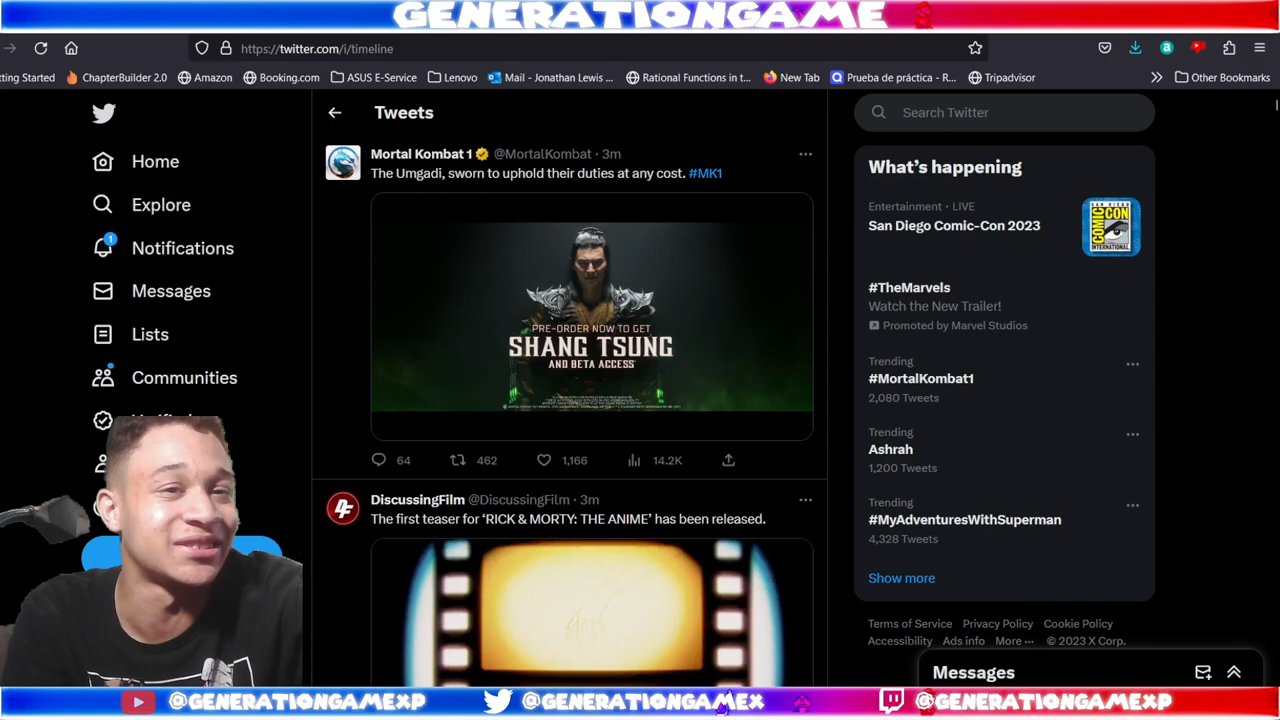 GENERATIONGAME
https://twitter.com/i/timeline
tting Started
ChapterBuilder 2.0
Amazon
Booking.com
ASUS E-Service
Lenovo
Mail - Jonathan Lewis ...
Rational Functions in t...
New Tab
Prueba de práctica - R...
Tripadvisor
Other Bookmarks
Home
Explore
Notifications
1
Messages
Lists
Communities
Tweets
Mortal Kombat 1 @MortalKombat · 3m
The Umgadi, sworn to uphold their duties at any cost. #MK1
PRE-ORDER NOW TO GET
SHANG TSUNG
AND BETA ACCESS
64 462 1,166 14.2K
DiscussingFilm @DiscussingFilm · 3m
The first teaser for ‘RICK & MORTY: THE ANIME’ has been released.
Search Twitter
What’s happening
Entertainment · LIVE
San Diego Comic-Con 2023
SAN DIEGO
COMIC CON
INTERNATIONAL
#TheMarvels
Watch the New Trailer!
Promoted by Marvel Studios
Trending
#MortalKombat1
2,080 Tweets
Trending
Ashrah
1,200 Tweets
Trending
#MyAdventuresWithSuperman
4,328 Tweets
Show more
Terms of Service Privacy Policy Cookie Policy
Accessibility Ads info More ··· © 2023 X Corp.
Messages
@GENERATIONGAMEXP
@GENERATIONGAMEX
@GENERATIONGAMEXP